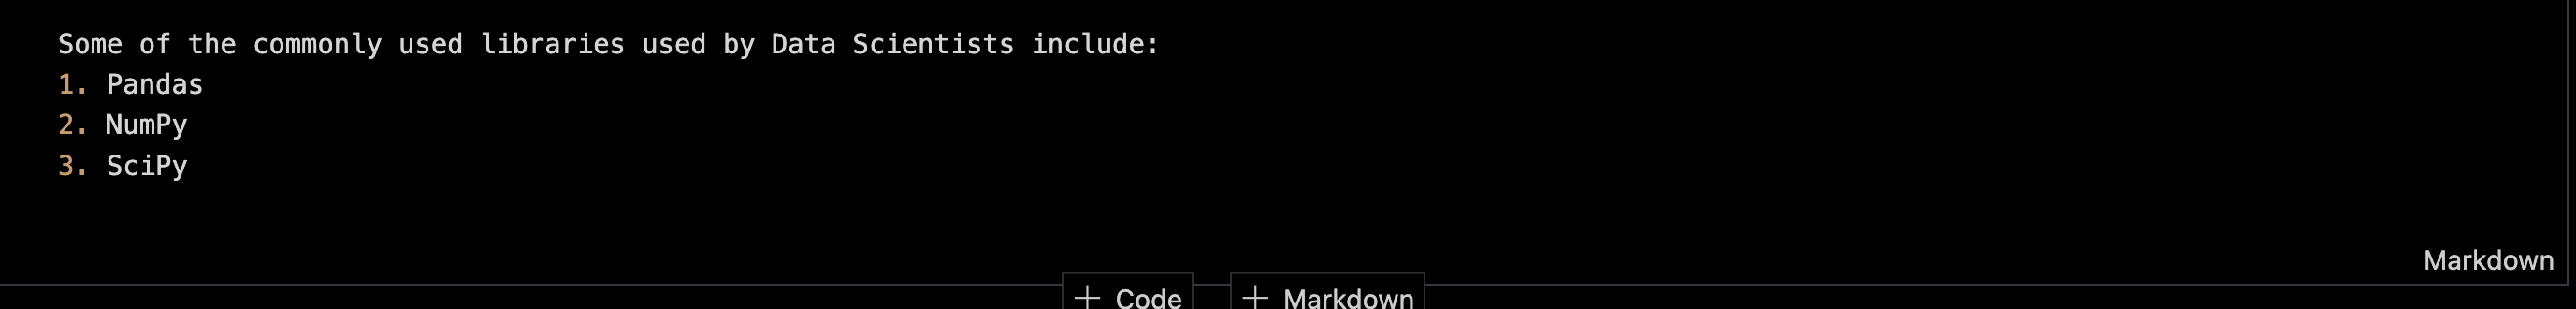 Some of the commonly used libraries used by Data Scientists include:
1. Pandas
2. NumPy
3. SciPy
Markdown
+ Code + Markdown